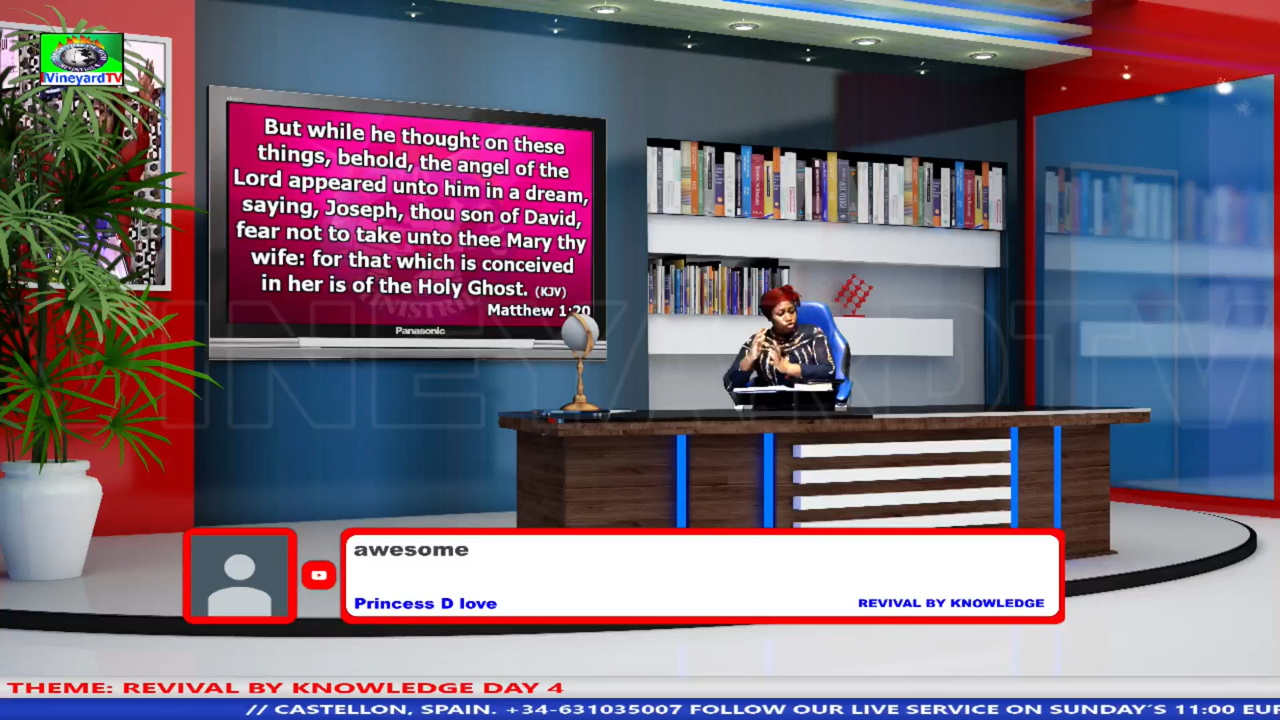 VineyardTV
But while he thought on these
things, behold, the angel of the
Lord appeared unto him in a dream,
saying, Joseph, thou son of David,
fear not to take unto thee Mary thy
wife: for that which is conceived
in her is of the Holy Ghost. (KJV)
Matthew 1:20
Panasonic
VINEYARDTV
awesome
Princess D love
REVIVAL BY KNOWLEDGE
THEME: REVIVAL BY KNOWLEDGE DAY 4
// CASTELLON, SPAIN. +34-631035007 FOLLOW OUR LIVE SERVICE ON SUNDAY´S 11:00 EUR